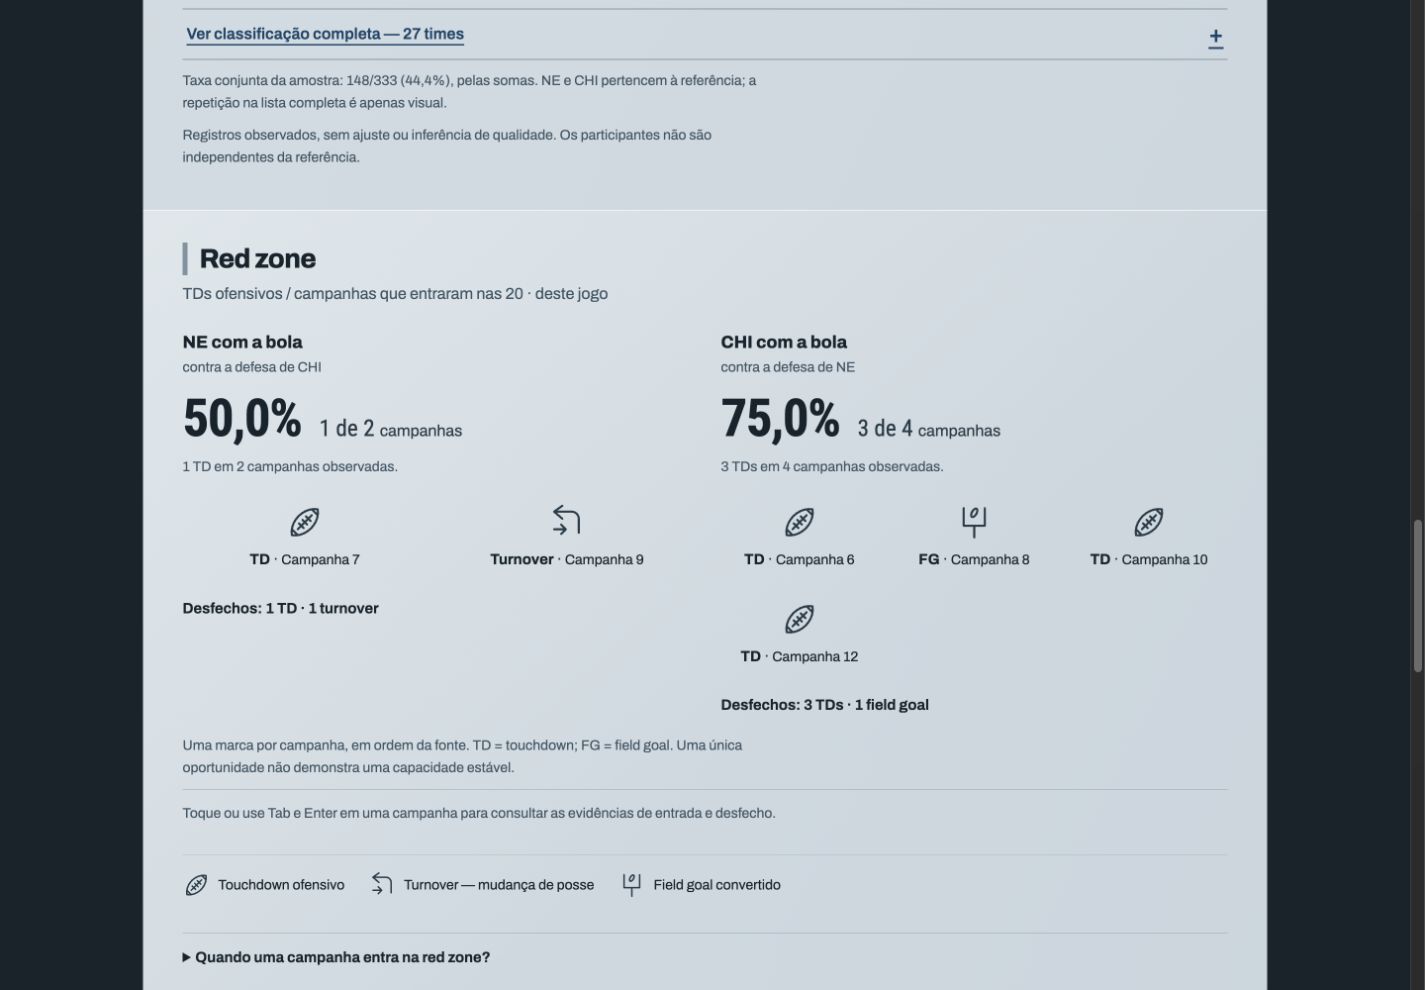 Ver classificação completa — 27 times
+
Taxa conjunta da amostra: 148/333 (44,4%), pelas somas. NE e CHI pertencem à referência; a
repetição na lista completa é apenas visual.
Registros observados, sem ajuste ou inferência de qualidade. Os participantes não são
independentes da referência.
Red zone
TDs ofensivos / campanhas que entraram nas 20 · deste jogo
NE com a bola
contra a defesa de CHI
50,0% 1 de 2 campanhas
1 TD em 2 campanhas observadas.
TD · Campanha 7
Turnover · Campanha 9
Desfechos: 1 TD · 1 turnover
CHI com a bola
contra a defesa de NE
75,0% 3 de 4 campanhas
3 TDs em 4 campanhas observadas.
TD · Campanha 6
FG · Campanha 8
TD · Campanha 10
TD · Campanha 12
Desfechos: 3 TDs · 1 field goal
Uma marca por campanha, em ordem da fonte. TD = touchdown; FG = field goal. Uma única
oportunidade não demonstra uma capacidade estável.
Toque ou use Tab e Enter em uma campanha para consultar as evidências de entrada e desfecho.
Touchdown ofensivo
Turnover — mudança de posse
Field goal convertido
Quando uma campanha entra na red zone?